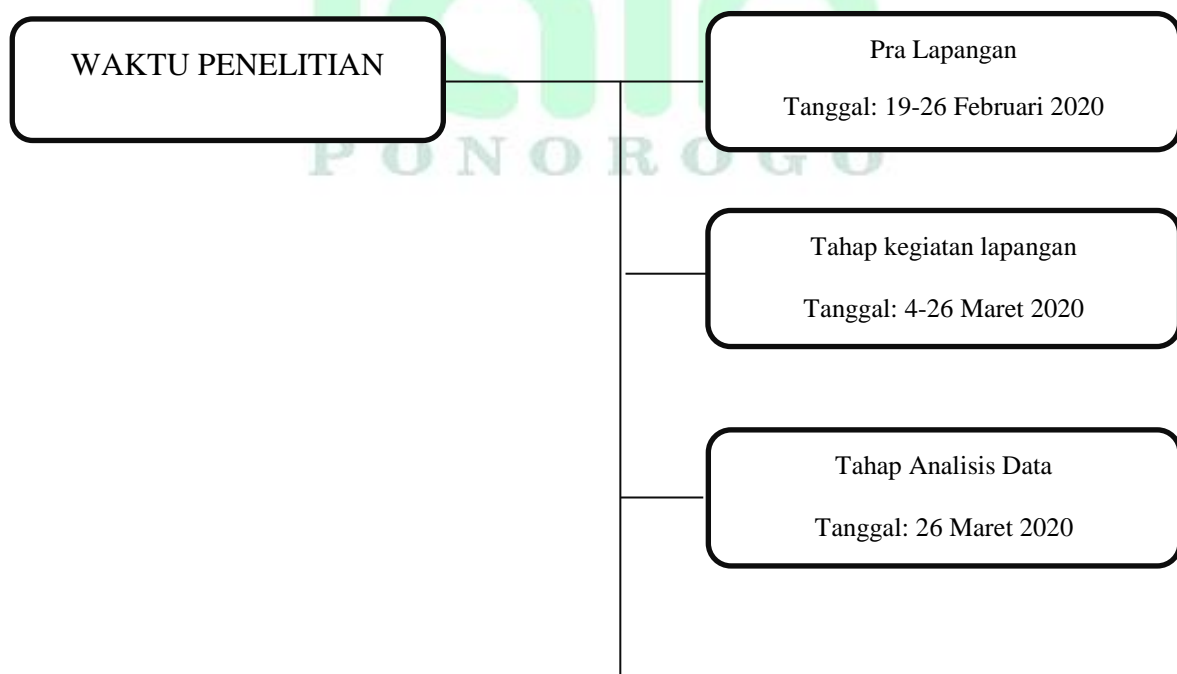 WAKTU PENELITIAN
Pra Lapangan
Tanggal: 19-26 Februari 2020
PONOROGO
Tahap kegiatan lapangan
Tanggal: 4-26 Maret 2020
Tahap Analisis Data
Tanggal: 26 Maret 2020